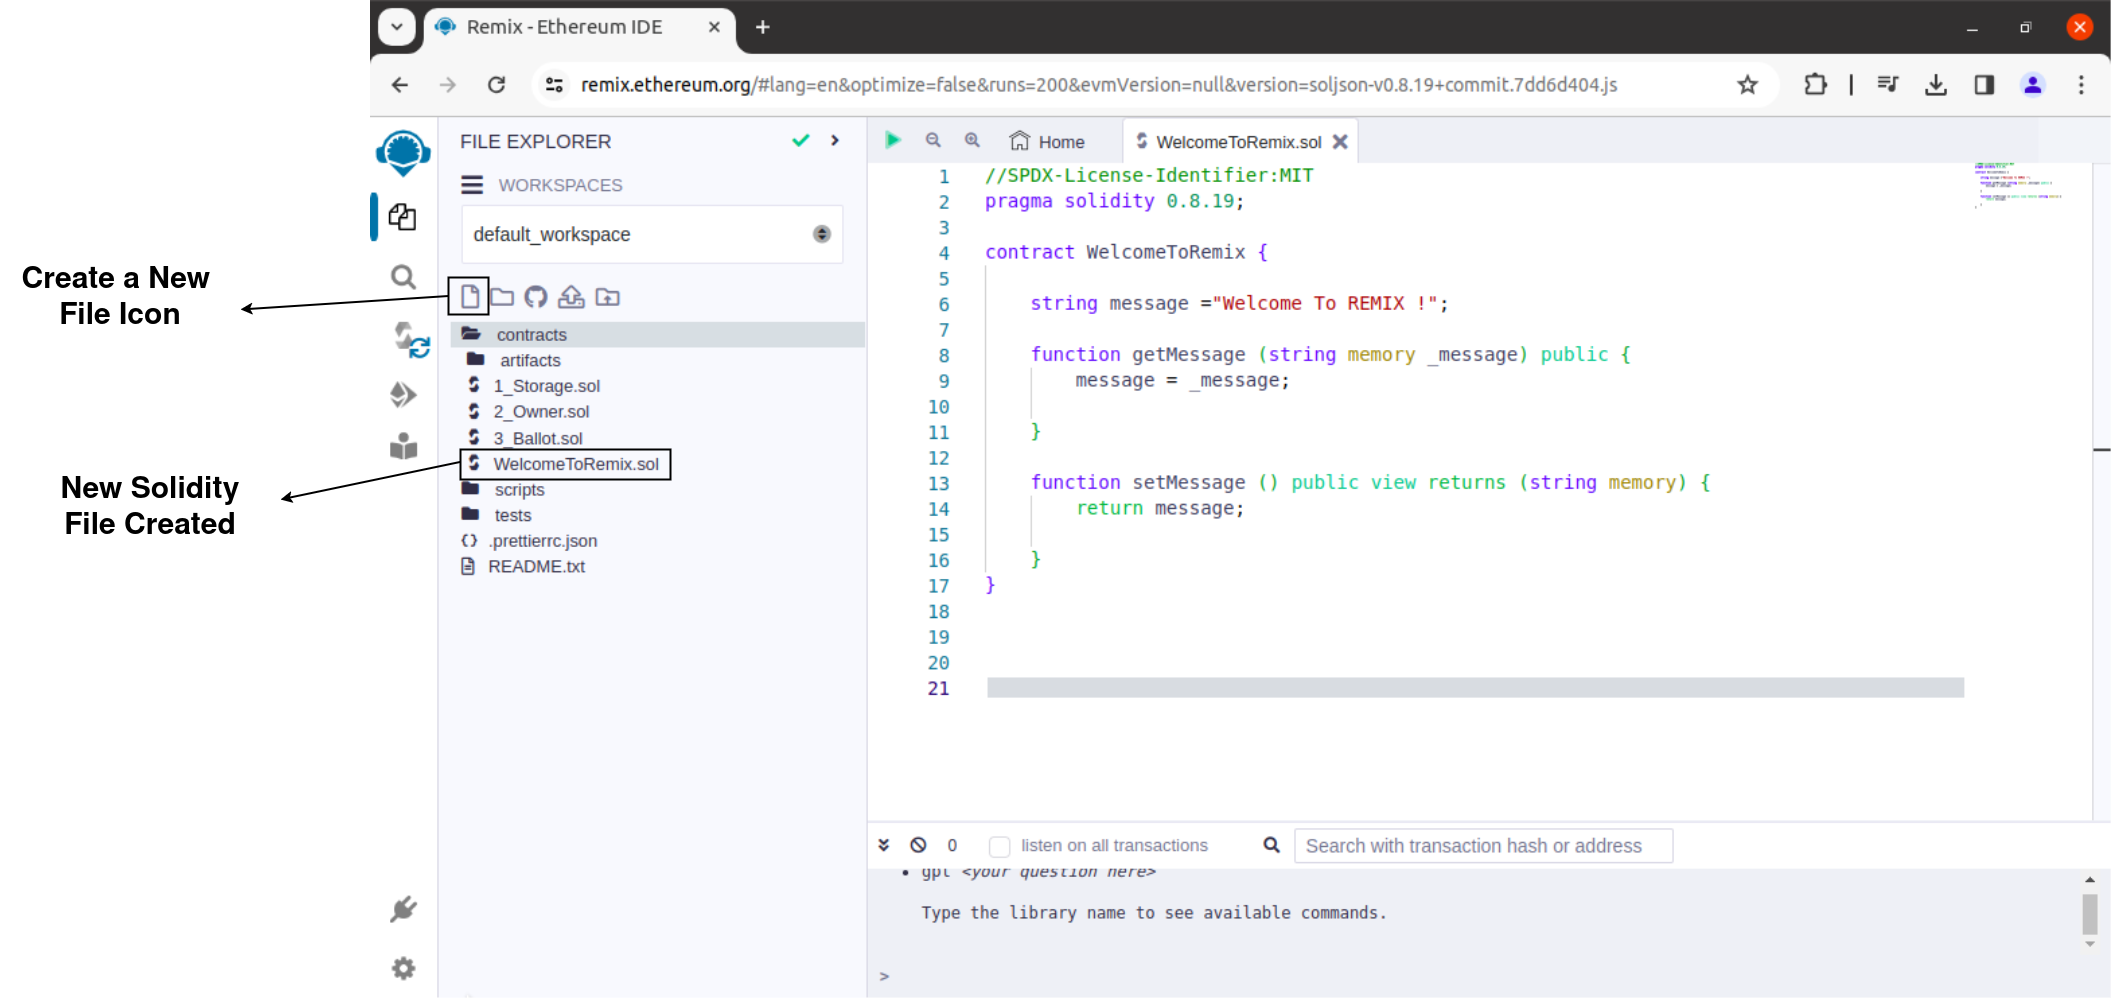 Remix - Ethereum IDE
remix.ethereum.org/#lang=en&optimize=false&runs=200&evmVersion=null&version=soljson-v0.8.19+commit.7dd6d404.js
FILE EXPLORER
WORKSPACES
default_workspace
Create a New
File Icon
contracts
artifacts
1_Storage.sol
2_Owner.sol
3_Ballot.sol
WelcomeToRemix.sol
New Solidity
File Created
scripts
tests
.prettierrc.json
README.txt
Home WelcomeToRemix.sol
1 //SPDX-License-Identifier:MIT
2 pragma solidity 0.8.19;
3
4 contract WelcomeToRemix {
5
6 string message ="Welcome To REMIX !";
7
8 function getMessage (string memory _message) public {
9 message = _message;
10
11 }
12
13 function setMessage () public view returns (string memory) {
14 return message;
15
16 }
17 }
18
19
20
21
0 listen on all transactions Search with transaction hash or address
• gpt <your question here>
Type the library name to see available commands.
>